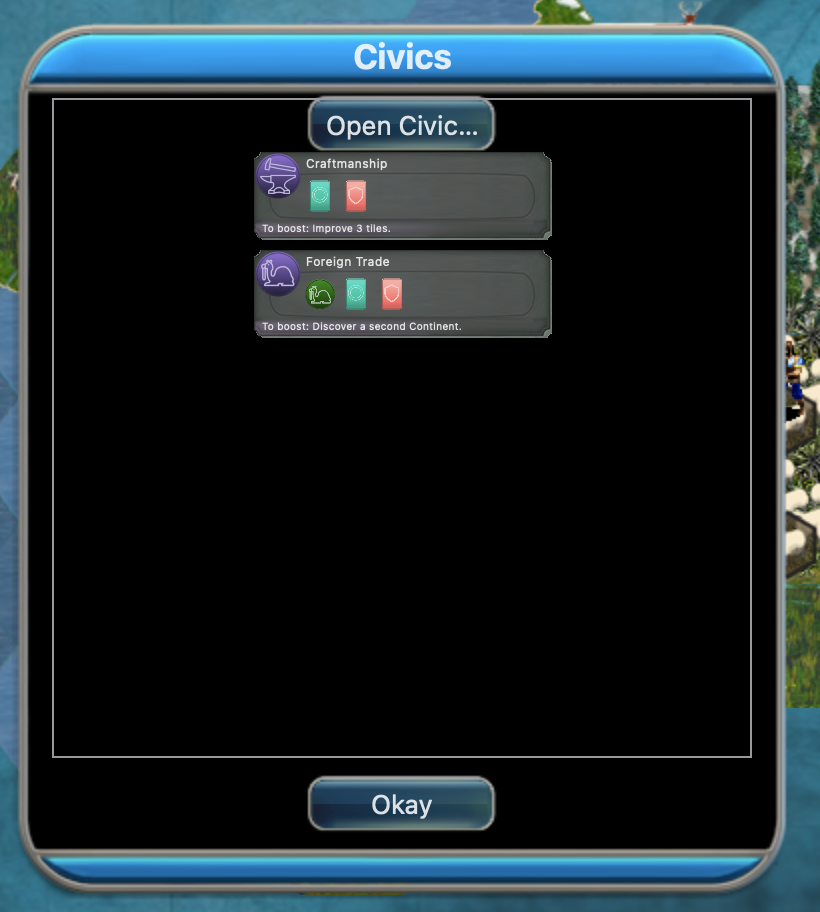 Civics
Open Civic...
Craftmanship
To boost: Improve 3 tiles.
Foreign Trade
To boost: Discover a second Continent.
Okay